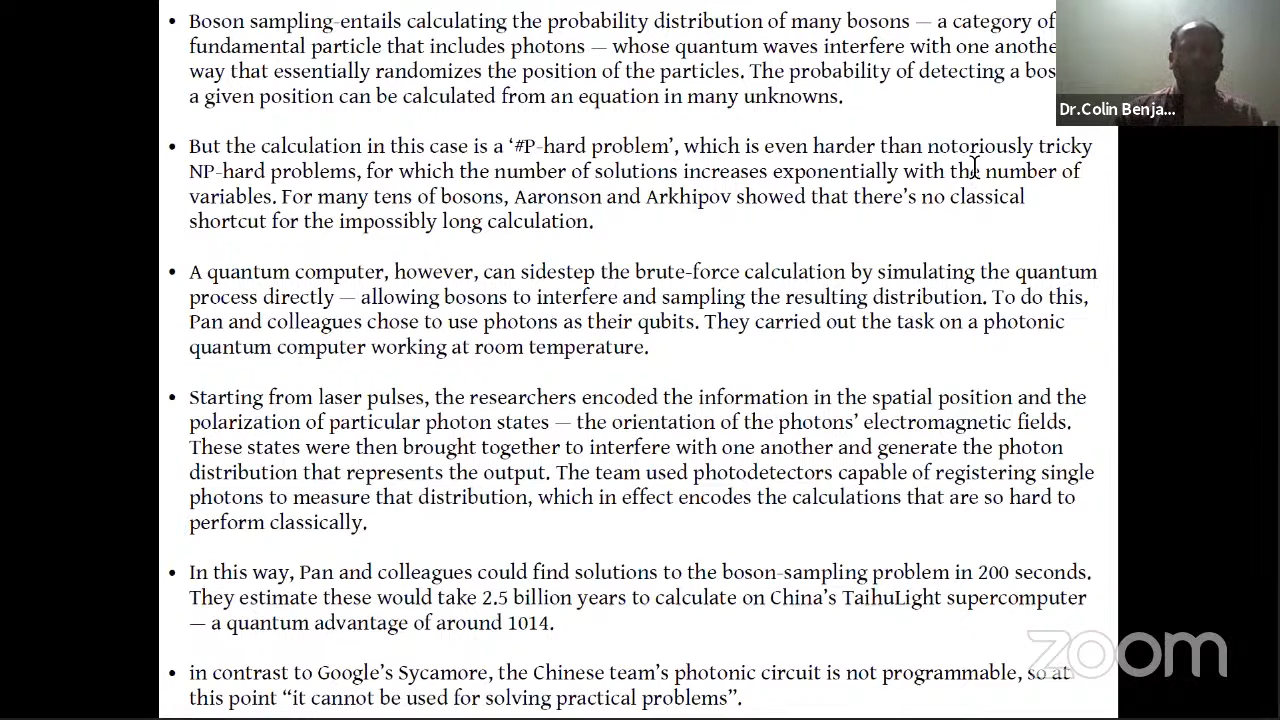 • Boson sampling-entails calculating the probability distribution of many bosons — a category of
fundamental particle that includes photons — whose quantum waves interfere with one
way that essentially randomizes the position of the particles. The probability of detecting a
a given position can be calculated from an equation in many unknowns.
Dr.Colin Benja...
• But the calculation in this case is a ‘#P-hard problem’, which is even harder than notoriously tricky
NP-hard problems, for which the number of solutions increases exponentially with the number of
variables. For many tens of bosons, Aaronson and Arkhipov showed that there’s no classical
shortcut for the impossibly long calculation.
• A quantum computer, however, can sidestep the brute-force calculation by simulating the quantum
process directly — allowing bosons to interfere and sampling the resulting distribution. To do this,
Pan and colleagues chose to use photons as their qubits. They carried out the task on a photonic
quantum computer working at room temperature.
• Starting from laser pulses, the researchers encoded the information in the spatial position and the
polarization of particular photon states — the orientation of the photons’ electromagnetic fields.
These states were then brought together to interfere with one another and generate the photon
distribution that represents the output. The team used photodetectors capable of registering single
photons to measure that distribution, which in effect encodes the calculations that are so hard to
perform classically.
• In this way, Pan and colleagues could find solutions to the boson-sampling problem in 200 seconds.
They estimate these would take 2.5 billion years to calculate on China’s TaihuLight supercomputer
— a quantum advantage of around 1014.
• in contrast to Google’s Sycamore, the Chinese team’s photonic circuit is not programmable, so at
this point “it cannot be used for solving practical problems”.
zoom